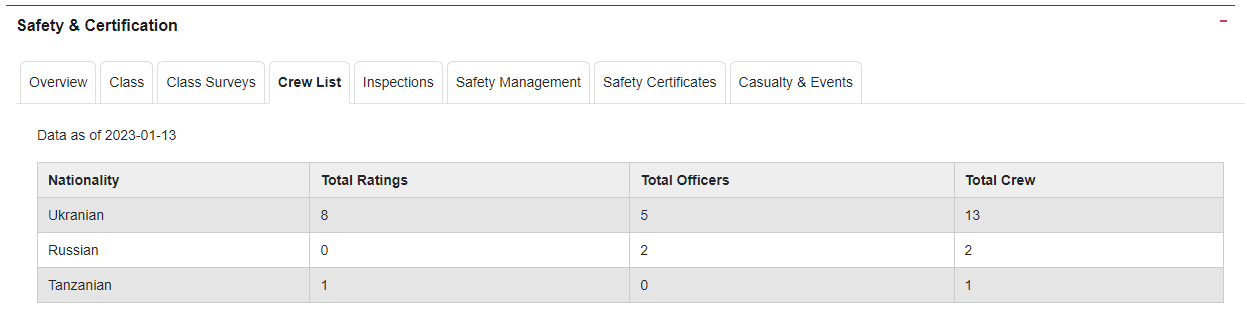 Safety & Certification
Overview Class Class Surveys Crew List Inspections Safety Management Safety Certificates Casualty & Events
Data as of 2023-01-13
Nationality Total Ratings Total Officers Total Crew
Ukranian 8 5 13
Russian 0 2 2
Tanzanian 1 0 1